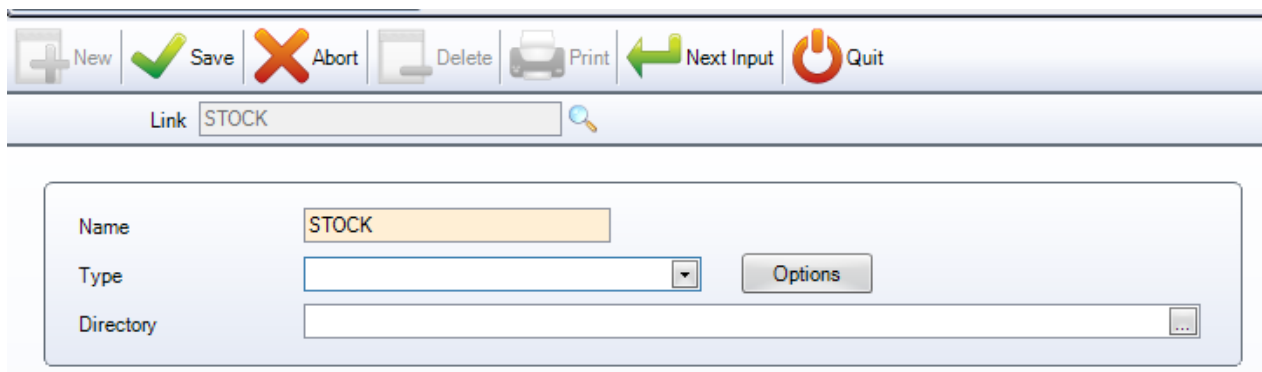 New Save Abort Delete Print Next Input Quit
Link STOCK
Name STOCK
Type Options
Directory ...